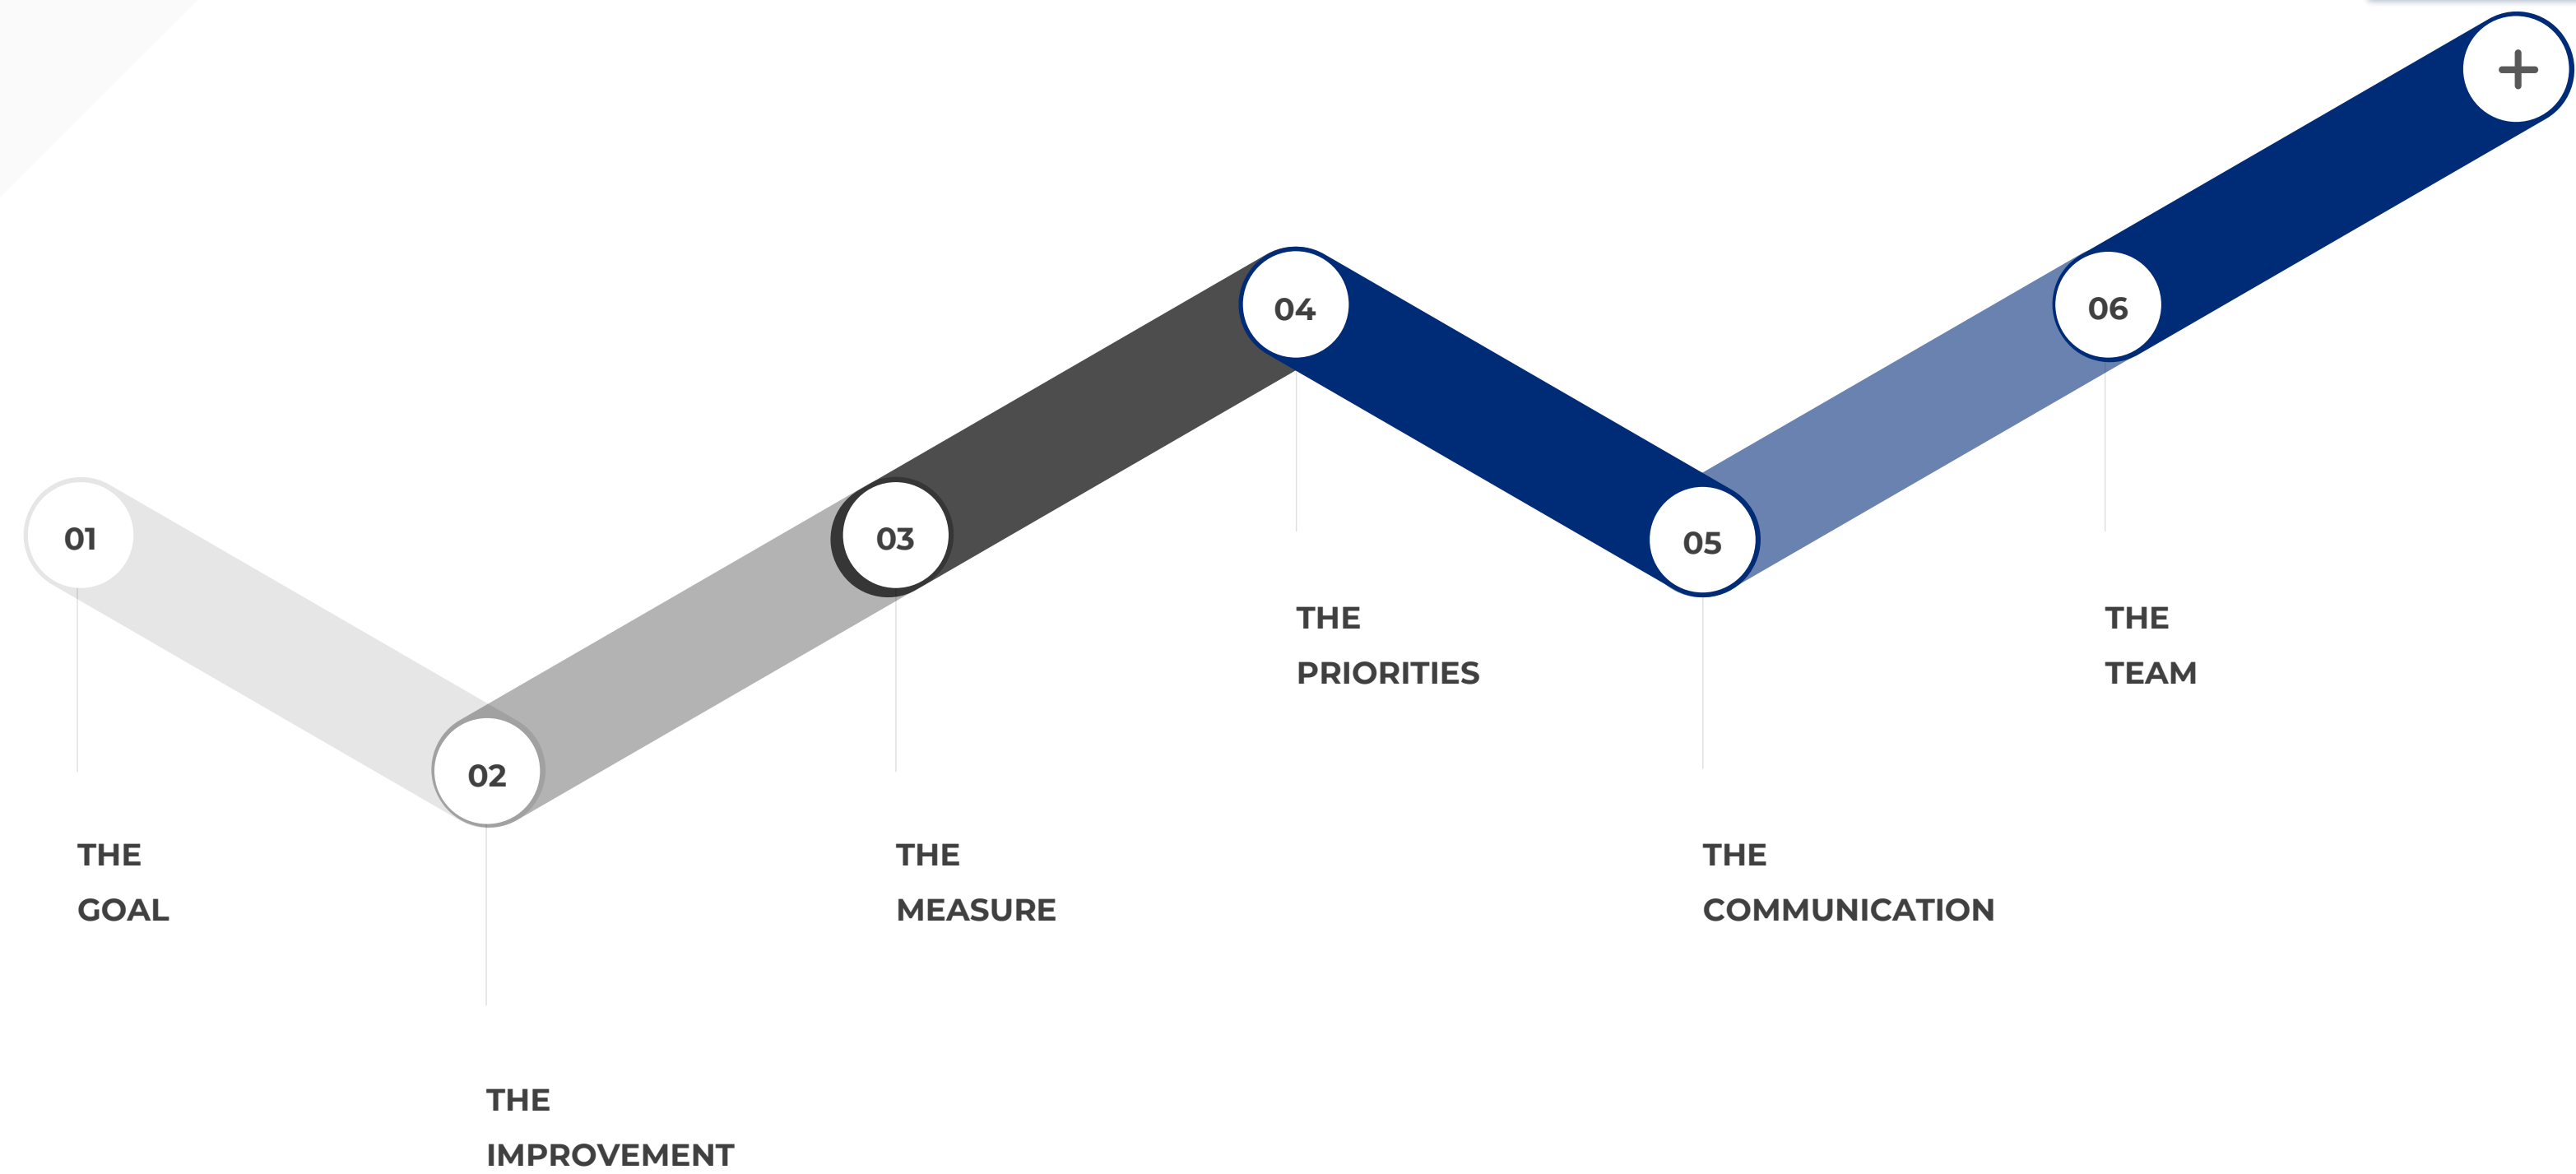 01
THE
GOAL
02
THE
IMPROVEMENT
03
THE
MEASURE
04
THE
PRIORITIES
05
THE
COMMUNICATION
06
THE
TEAM
+